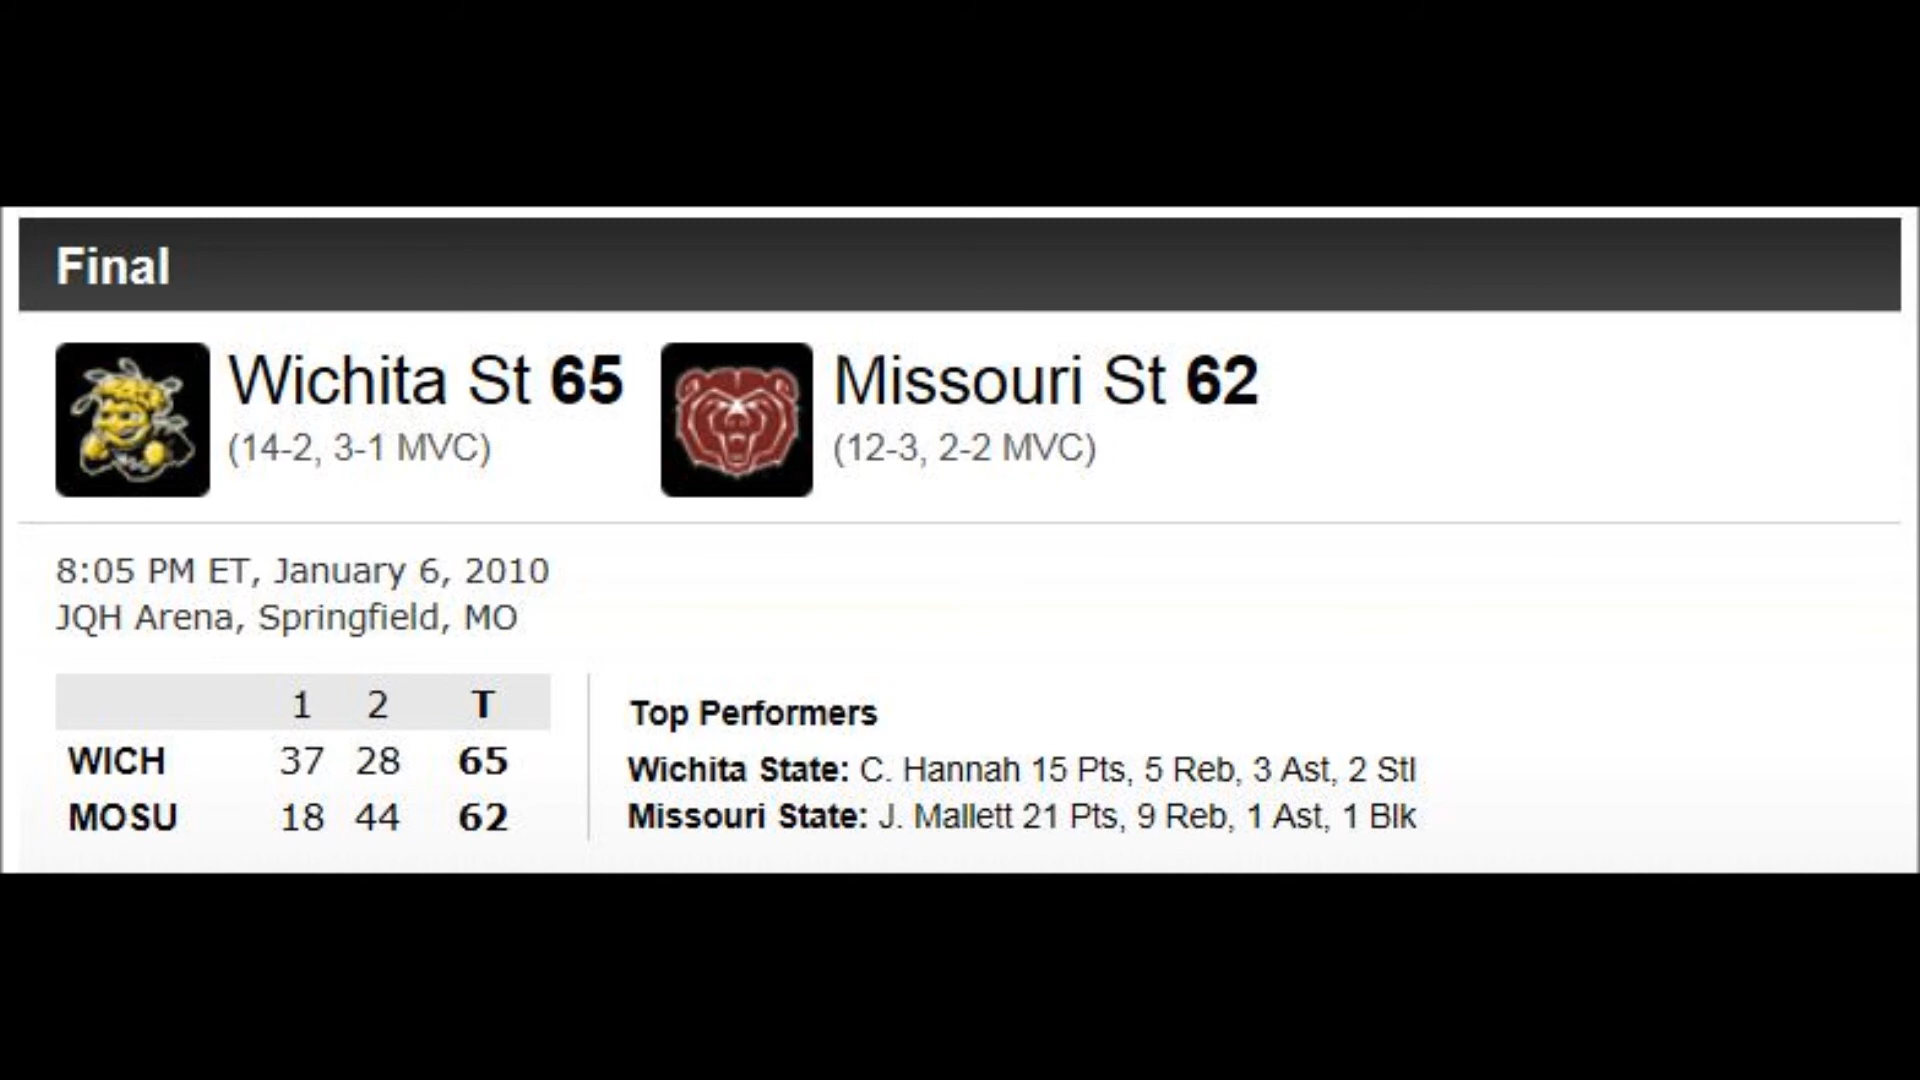 Final
Wichita St 65
(14-2, 3-1 MVC)
Missouri St 62
(12-3, 2-2 MVC)
8:05 PM ET, January 6, 2010
JQH Arena, Springfield, MO
1 2 T
WICH 37 28 65
MOSU 18 44 62
Top Performers
Wichita State: C. Hannah 15 Pts, 5 Reb, 3 Ast, 2 Stl
Missouri State: J. Mallett 21 Pts, 9 Reb, 1 Ast, 1 Blk